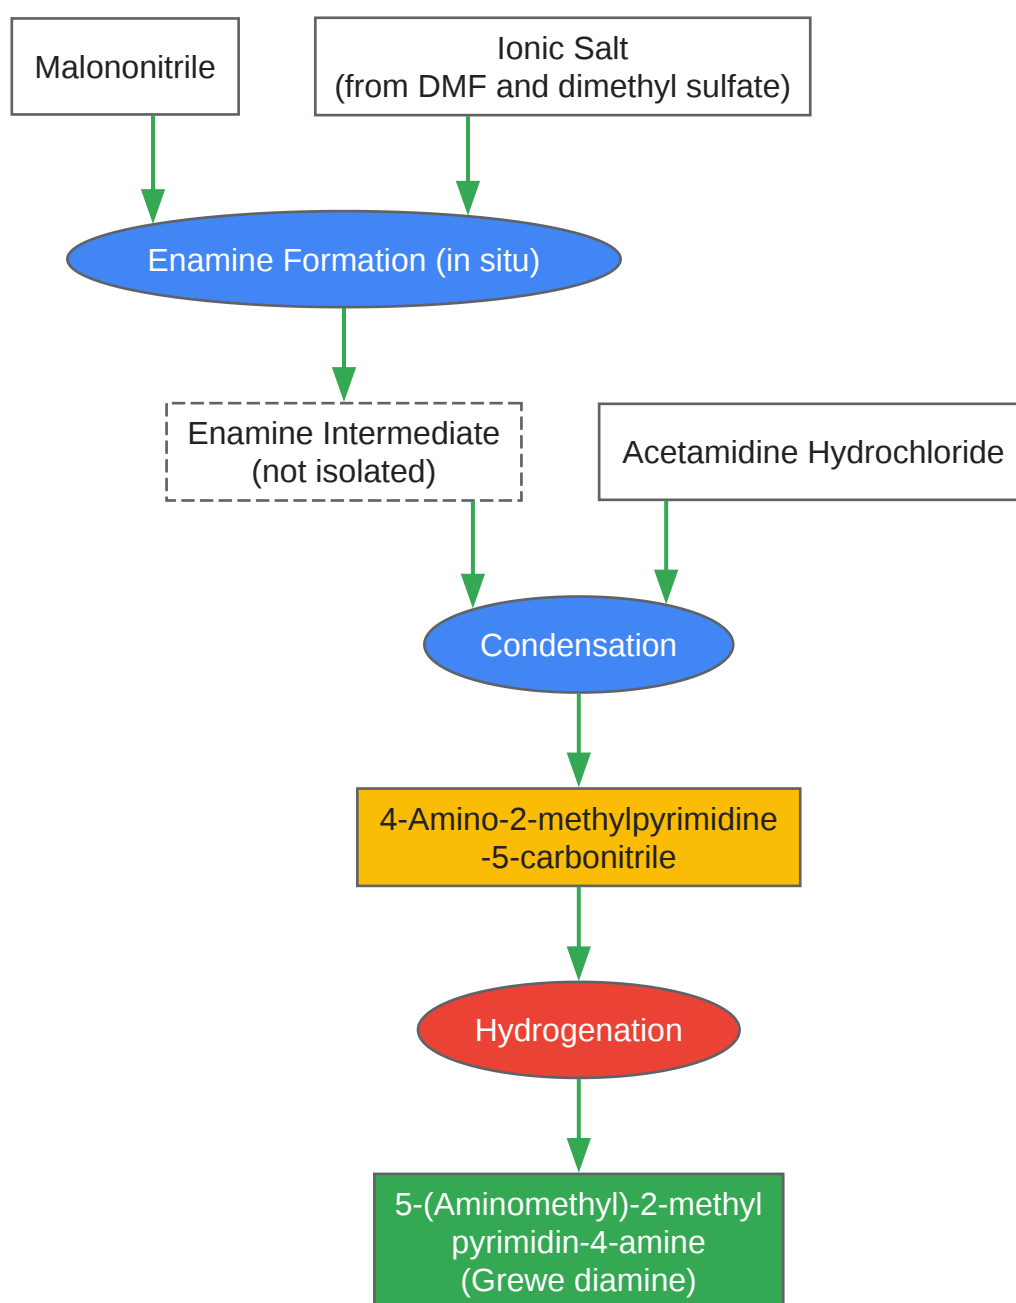 Malononitrile
Ionic Salt
(from DMF and dimethyl sulfate)
Enamine Formation (in situ)
Enamine Intermediate
(not isolated)
Acetamidine Hydrochloride
Condensation
4-Amino-2-methylpyrimidine
-5-carbonitrile
Hydrogenation
5-(Aminomethyl)-2-methyl
pyrimidin-4-amine
(Grewe diamine)